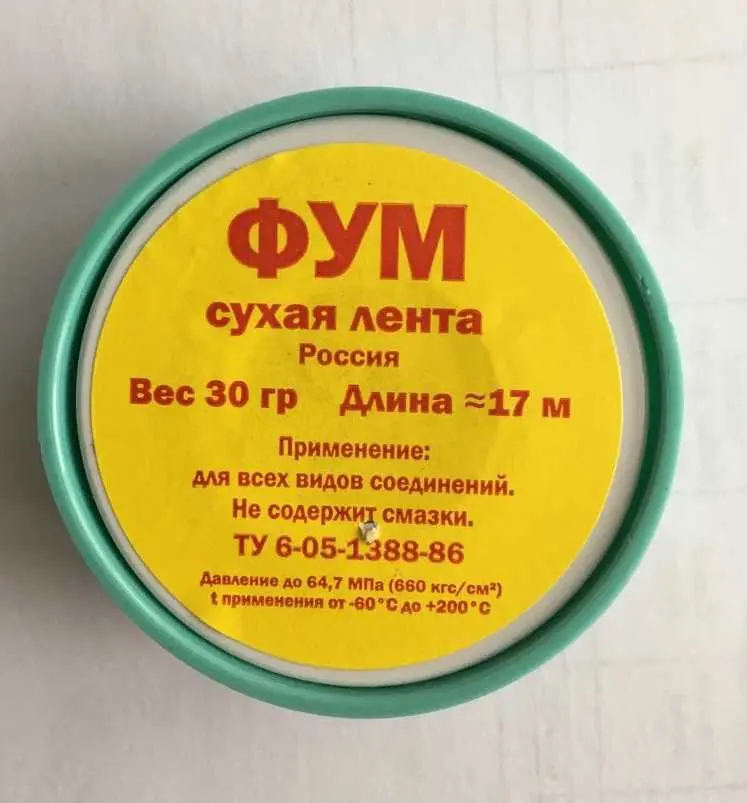 ФУМ
сухая лента
Россия
Вес 30 гр Длина ≈17 м
Применение:
для всех видов соединений.
Не содержит смазки.
ТУ 6-05-1388-86
Давление до 64,7 МПа (660 кгс/см²)
t применения от -60°С до +200°С